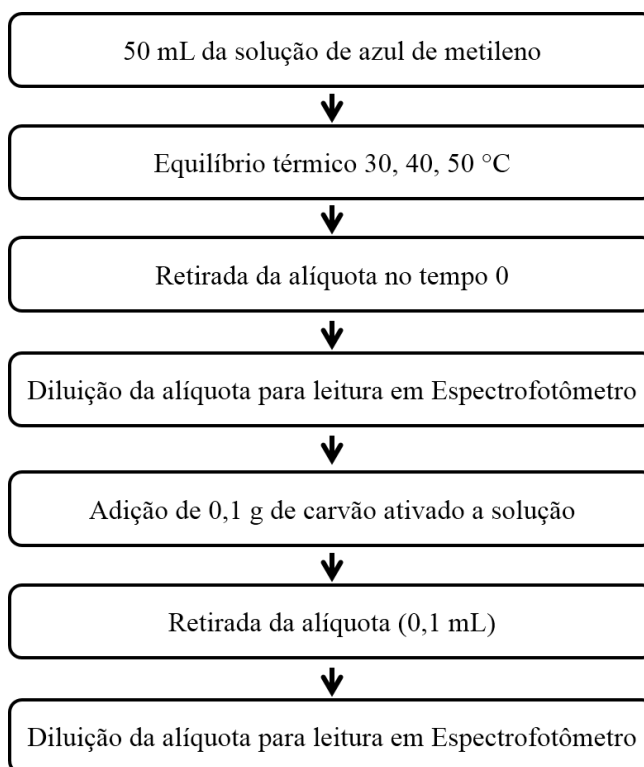 50 mL da solução de azul de metileno
Equilíbrio térmico 30, 40, 50 °C
Retirada da alíquota no tempo 0
Diluição da alíquota para leitura em Espectrofotômetro
Adição de 0,1 g de carvão ativado a solução
Retirada da alíquota (0,1 mL)
Diluição da alíquota para leitura em Espectrofotômetro